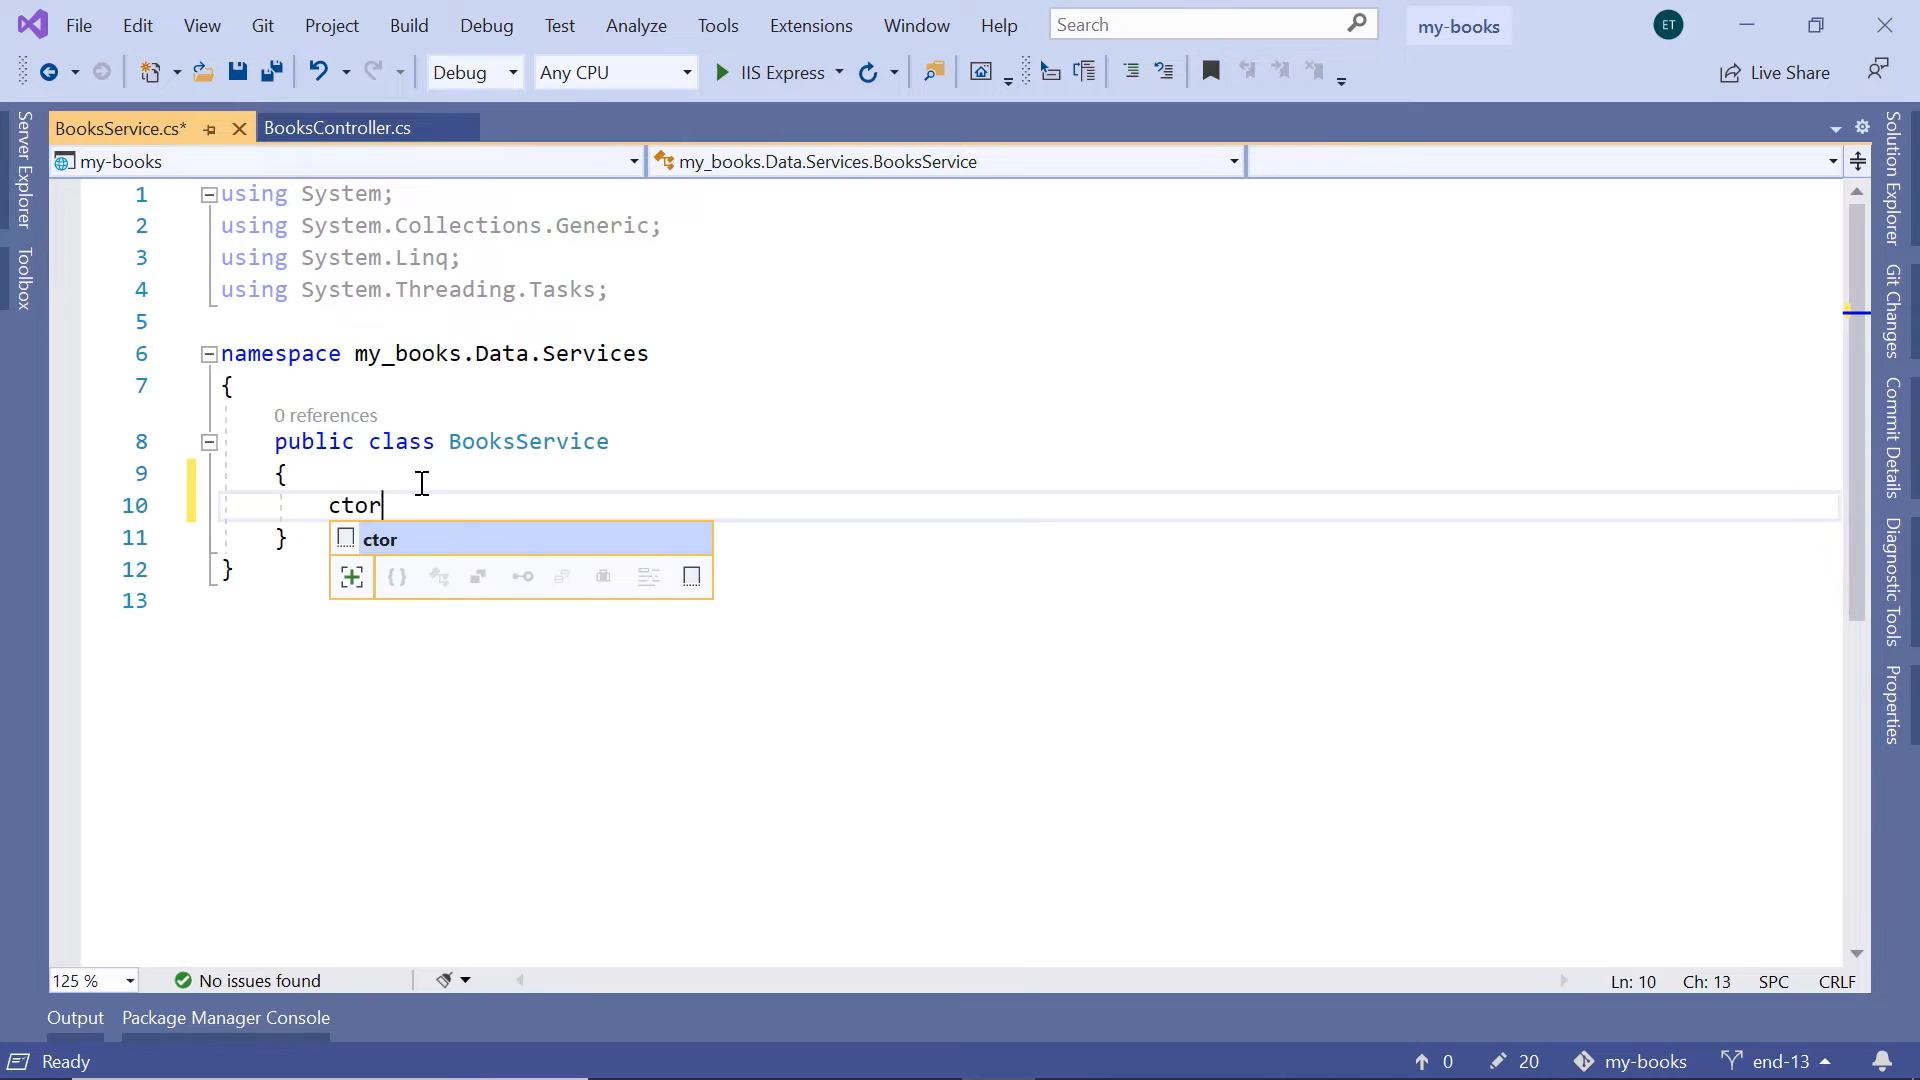 File Edit View Git Project Build Debug Test Analyze Tools Extensions Window Help Search my-books ET
Debug Any CPU IIS Express Live Share
BooksService.cs* BooksController.cs
my-books my_books.Data.Services.BooksService
1 using System;
2 using System.Collections.Generic;
3 using System.Linq;
4 using System.Threading.Tasks;
5
6 namespace my_books.Data.Services
7 {
0 references
8 public class BooksService
9 {
10 ctor
ctor
11 }
12 }
13
Server Explorer
Toolbox
Solution Explorer
Git Changes
Commit Details
Diagnostic Tools
Properties
125 % No issues found Ln: 10 Ch: 13 SPC CRLF
Output Package Manager Console
Ready 0 20 my-books end-13